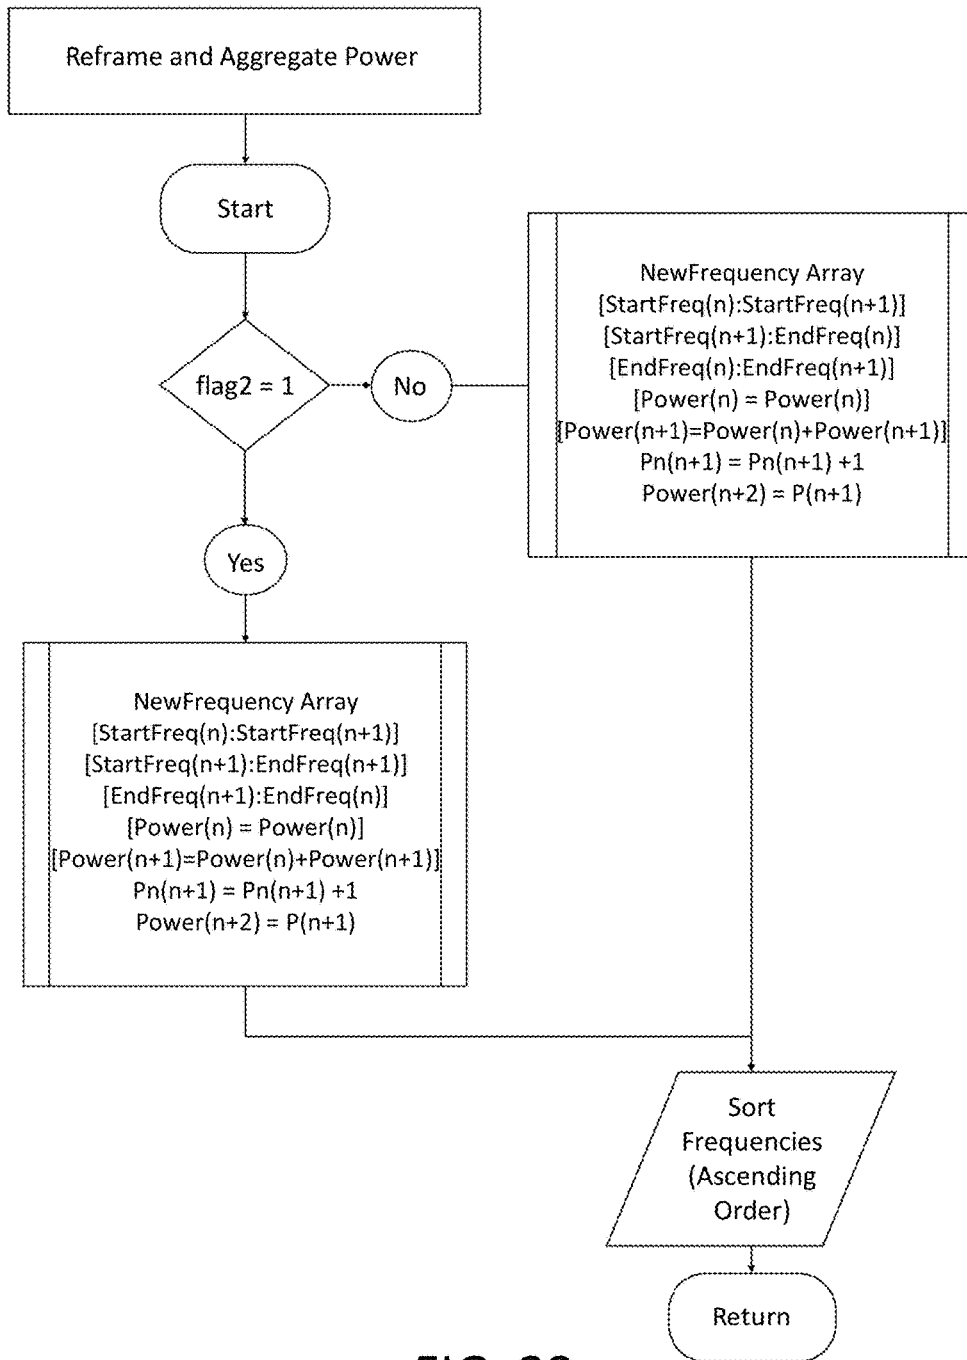 Reframe and Aggregate Power
Start
flag2 = 1
No
NewFrequency Array
[StartFreq(n):StartFreq(n+1)]
[StartFreq(n+1):EndFreq(n)]
[EndFreq(n):EndFreq(n+1)]
[Power(n) = Power(n)]
[Power(n+1)=Power(n)+Power(n+1)]
Pn(n+1) = Pn(n+1) +1
Power(n+2) = P(n+1)
Yes
NewFrequency Array
[StartFreq(n):StartFreq(n+1)]
[StartFreq(n+1):EndFreq(n+1)]
[EndFreq(n+1):EndFreq(n)]
[Power(n) = Power(n)]
[Power(n+1)=Power(n)+Power(n+1)]
Pn(n+1) = Pn(n+1) +1
Power(n+2) = P(n+1)
Sort
Frequencies
(Ascending
Order)
Return